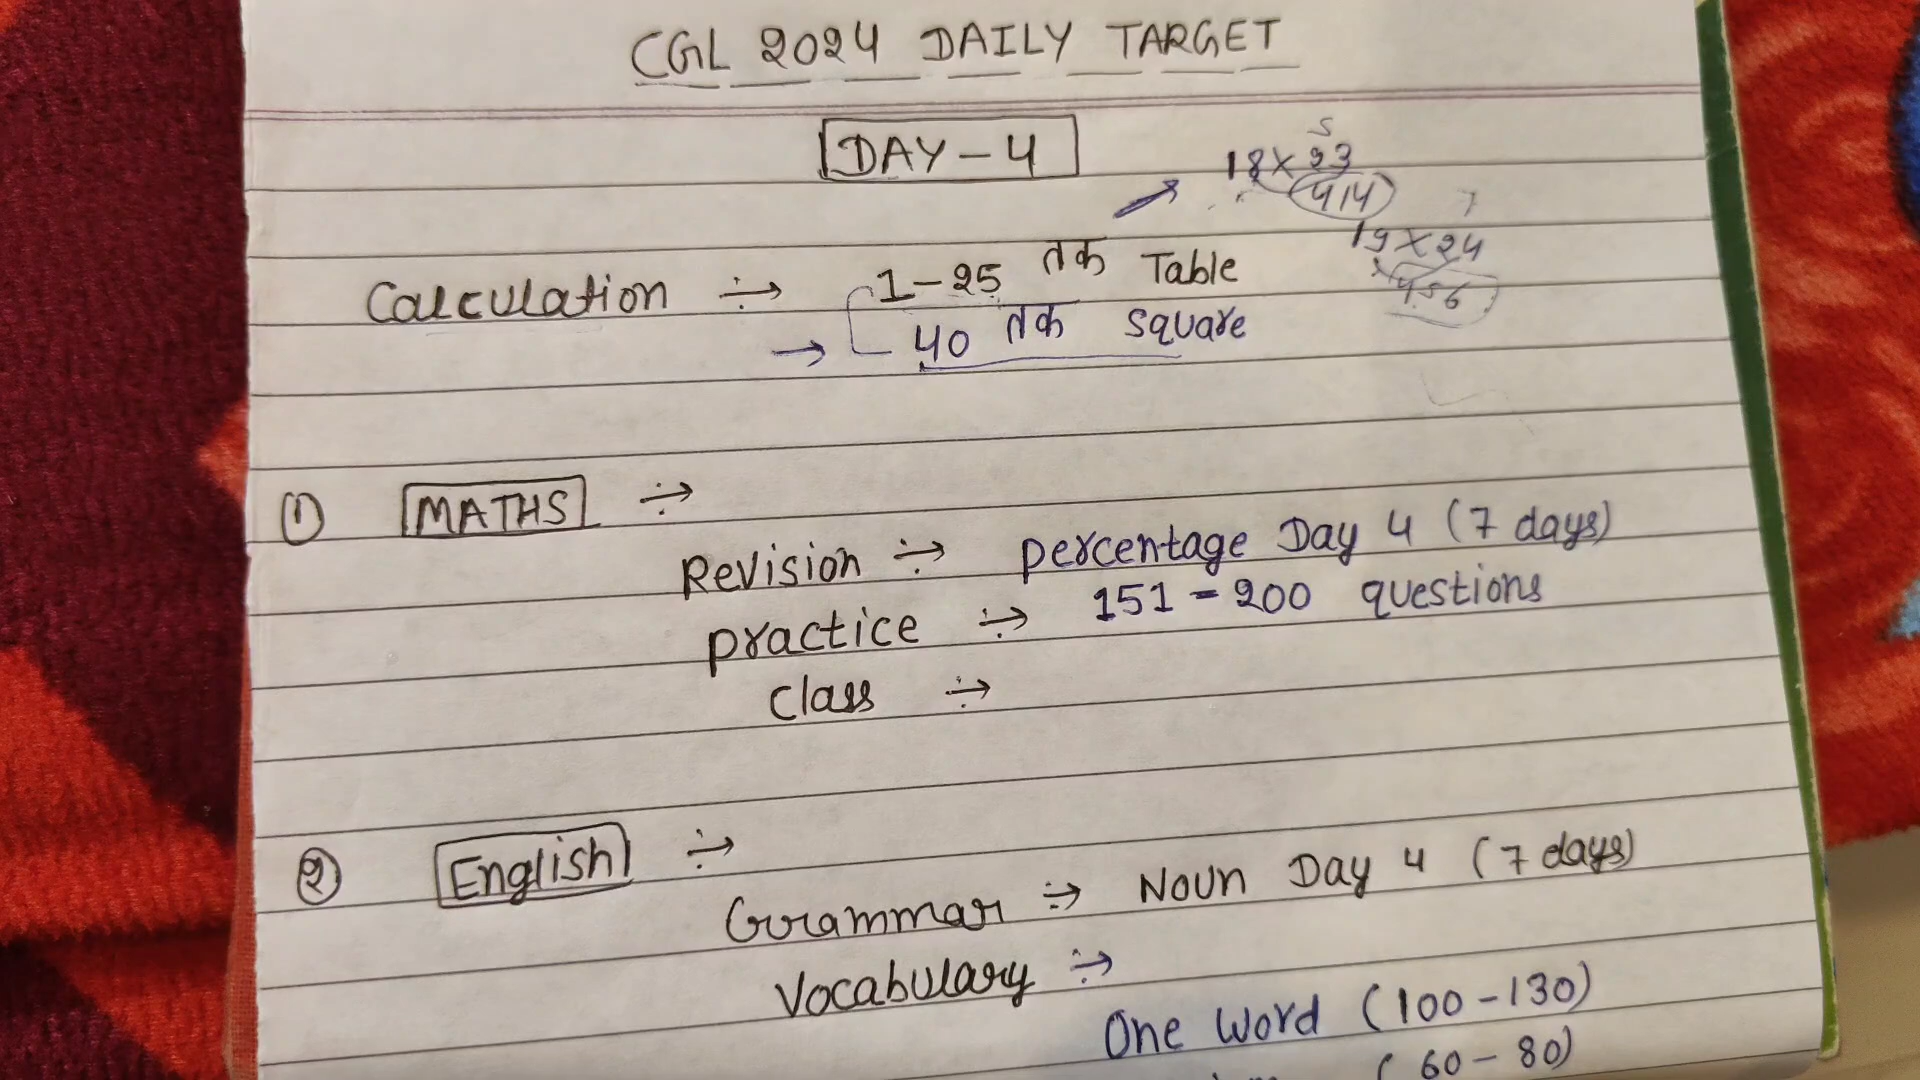 CGL 2024 DAILY TARGET
DAY - 4
18 X 23
414
19 X 24
456
Calculation ÷→ 1-25 तक Table
→ 40 तक square
① MATHS ÷→
Revision ÷→ percentage Day 4 (7 days)
practice ÷→ 151 - 200 questions
class ÷→
② English ÷→
Grammar ÷→ Noun Day 4 (7 days)
Vocabulary ÷→
One Word (100-130)
(60-80)